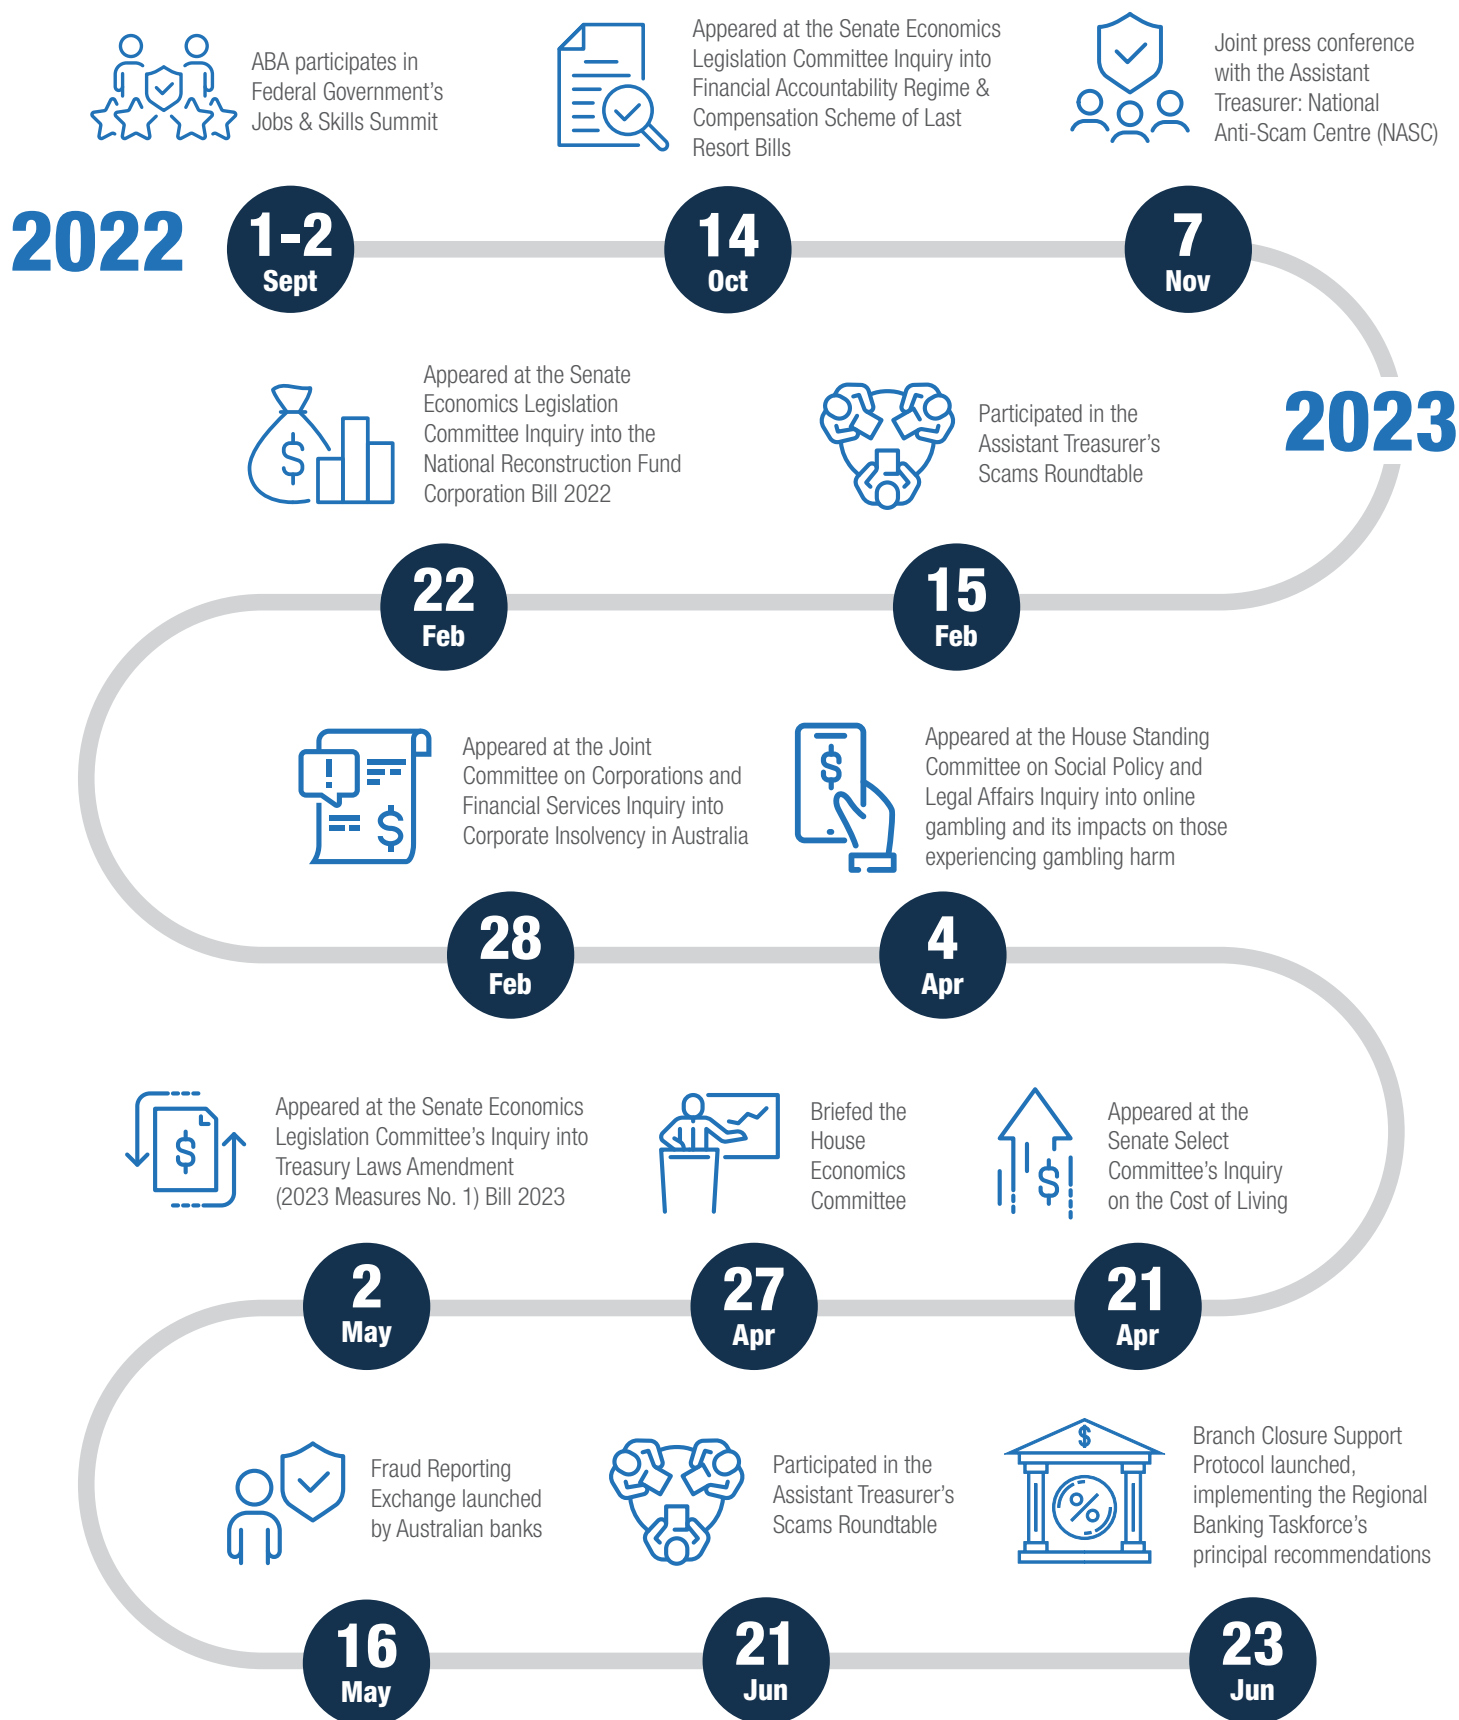 ABA participates in
Federal Government’s
Jobs & Skills Summit
Appeared at the Senate Economics
Legislation Committee Inquiry into
Financial Accountability Regime &
Compensation Scheme of Last
Resort Bills
Joint press conference
with the Assistant
Treasurer: National
Anti-Scam Centre (NASC)
2022
1-2
Sept
14
Oct
7
Nov
2023
Appeared at the Senate
Economics Legislation
Committee Inquiry into the
National Reconstruction Fund
Corporation Bill 2022
Participated in the
Assistant Treasurer’s
Scams Roundtable
22
Feb
15
Feb
Appeared at the Joint
Committee on Corporations and
Financial Services Inquiry into
Corporate Insolvency in Australia
Appeared at the House Standing
Committee on Social Policy and
Legal Affairs Inquiry into online
gambling and its impacts on those
experiencing gambling harm
28
Feb
4
Apr
Appeared at the Senate Economics
Legislation Committee’s Inquiry into
Treasury Laws Amendment
(2023 Measures No. 1) Bill 2023
Briefed the
House
Economics
Committee
Appeared at the
Senate Select
Committee’s Inquiry
on the Cost of Living
2
May
27
Apr
21
Apr
Fraud Reporting
Exchange launched
by Australian banks
Participated in the
Assistant Treasurer’s
Scams Roundtable
Branch Closure Support
Protocol launched,
implementing the Regional
Banking Taskforce’s
principal recommendations
16
May
21
Jun
23
Jun